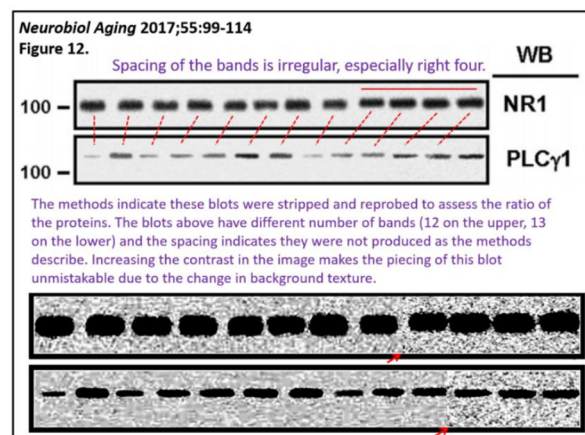 Neurobiol Aging 2017;55:99-114
Figure 12.
Spacing of the bands is irregular, especially right four.
WB
100 –
NR1
100 –
PLCγ1
The methods indicate these blots were stripped and reprobed to assess the ratio of
the proteins. The blots above have different number of bands (12 on the upper, 13
on the lower) and the spacing indicates they were not produced as the methods
describe. Increasing the contrast in the image makes the piecing of this blot
unmistakable due to the change in background texture.